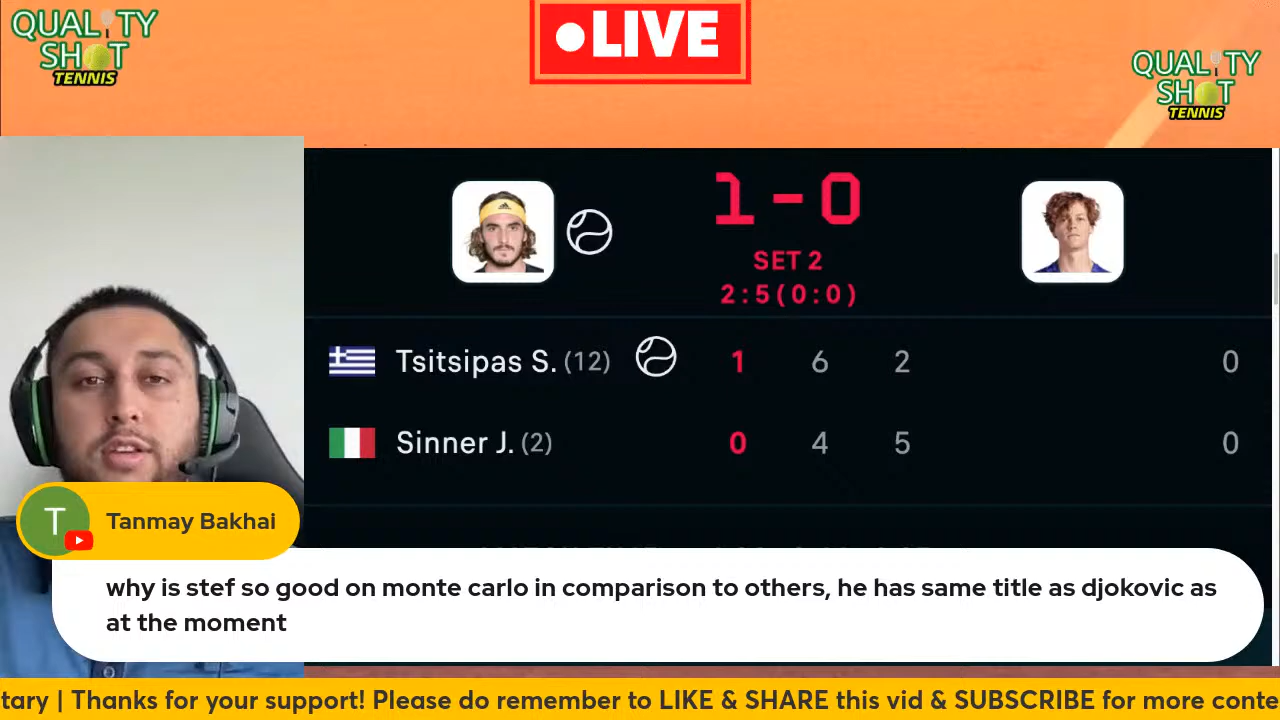 QUALITY
SHOT
TENNIS
LIVE
QUALITY
SHOT
TENNIS
1 - 0
SET 2
2 : 5 ( 0 : 0 )
Tsitsipas S. (12) 1 6 2 0
Sinner J. (2) 0 4 5 0
T
Tanmay Bakhai
why is stef so good on monte carlo in comparison to others, he has same title as djokovic as
at the moment
tary | Thanks for your support! Please do remember to LIKE & SHARE this vid & SUBSCRIBE for more conte